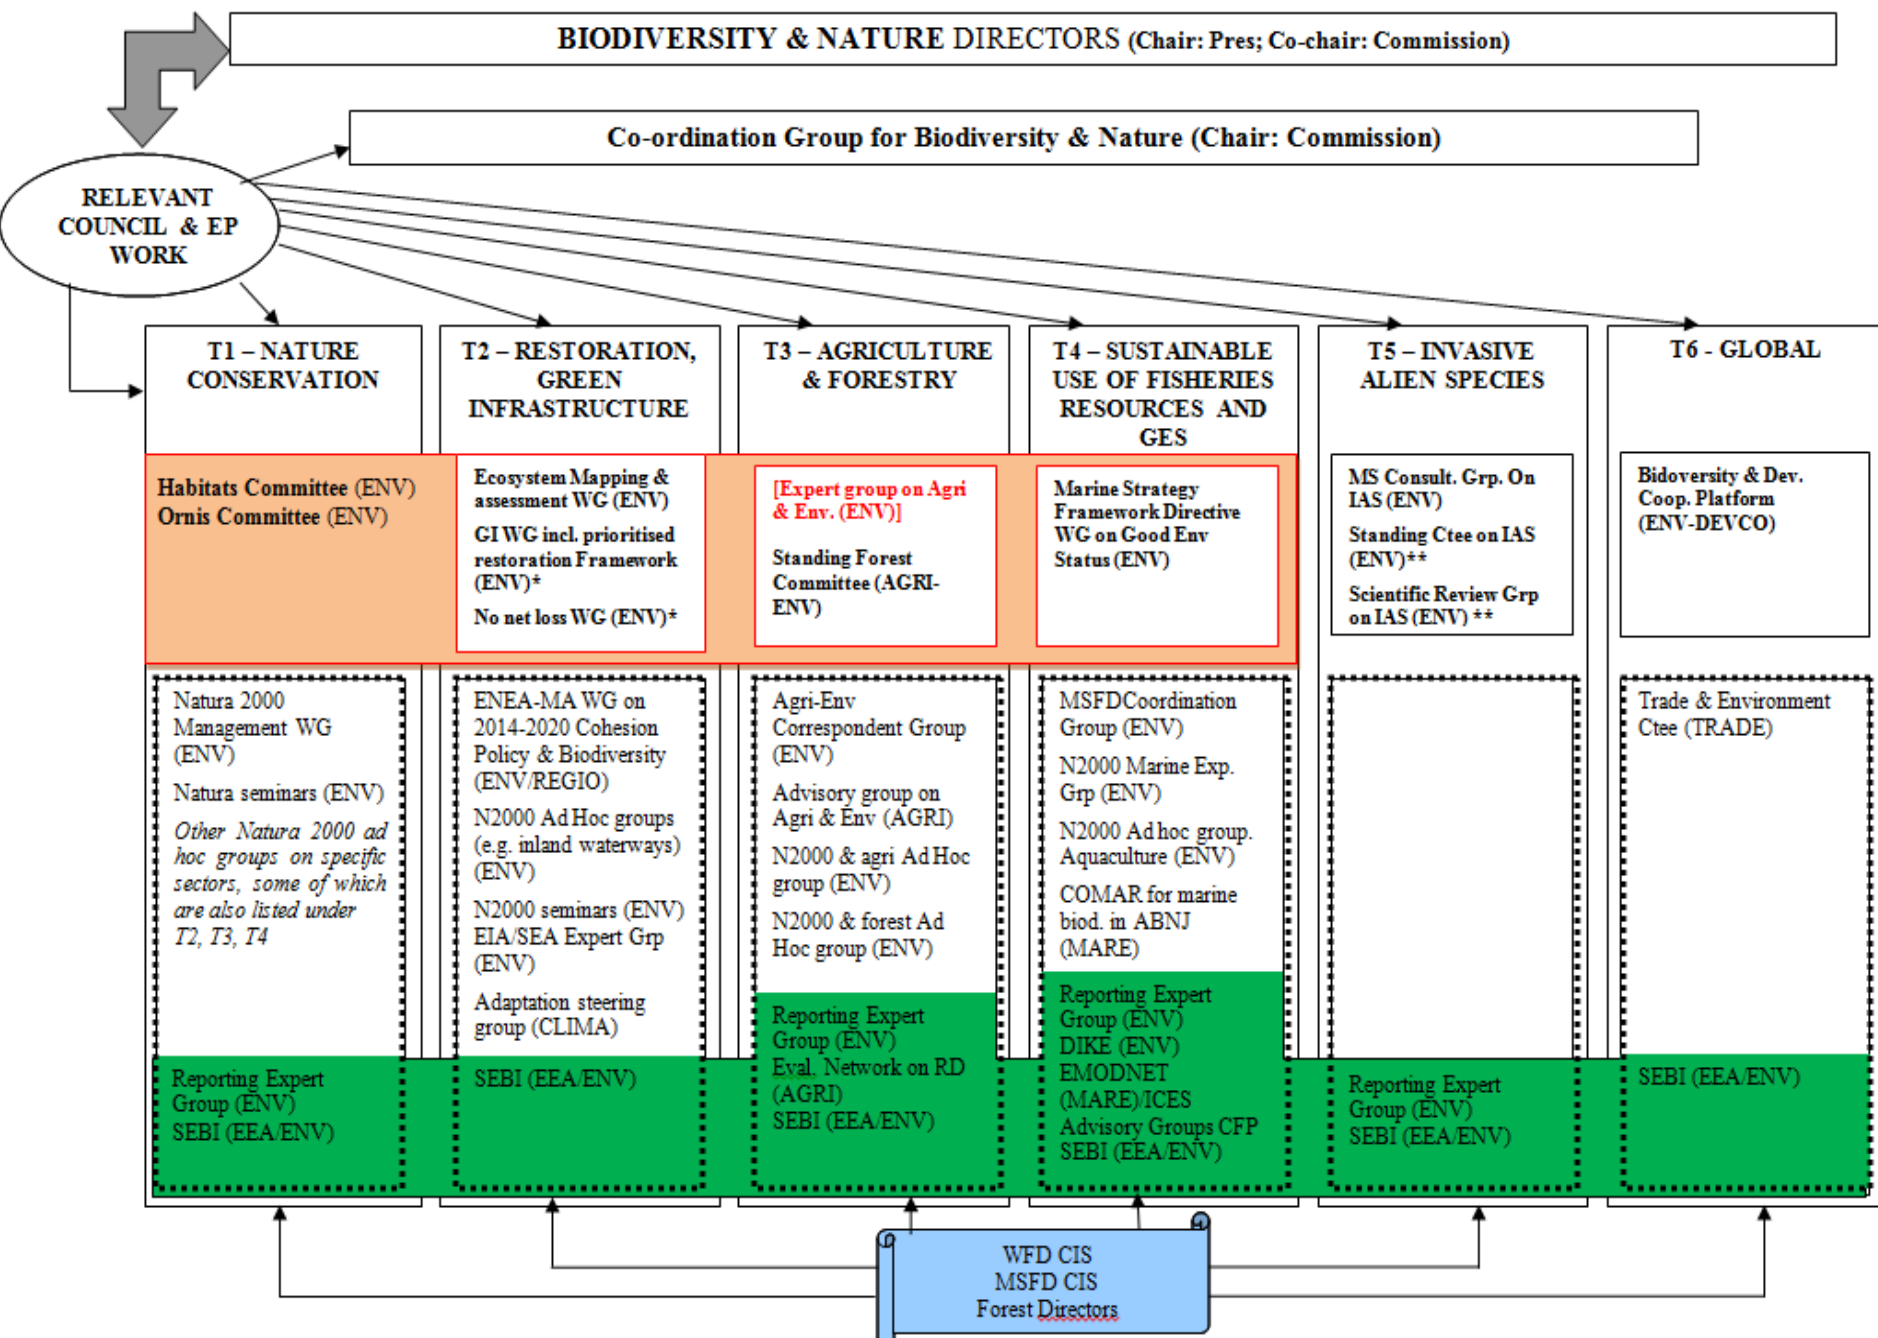 BIODIVERSITY & NATURE DIRECTORS (Chair: Pres; Co-chair: Commission)
Co-ordination Group for Biodiversity & Nature (Chair: Commission)
RELEVANT
COUNCIL & EP
WORK
T1 – NATURE
CONSERVATION
Habitats Committee (ENV)
Ornis Committee (ENV)
Natura 2000
Management WG
(ENV)
Natura seminars (ENV)
Other Natura 2000 ad
hoc groups on specific
sectors, some of which
are also listed under
T2, T3, T4
Reporting Expert
Group (ENV)
SEBI (EEA/ENV)
T2 – RESTORATION,
GREEN
INFRASTRUCTURE
Ecosystem Mapping &
assessment WG (ENV)
GI WG incl. prioritised
restoration Framework
(ENV)*
No net loss WG (ENV)*
ENEA-MA WG on
2014-2020 Cohesion
Policy & Biodiversity
(ENV/REGIO)
N2000 Ad Hoc groups
(e.g. inland waterways)
(ENV)
N2000 seminars (ENV)
EIA/SEA Expert Grp
(ENV)
Adaptation steering
group (CLIMA)
SEBI (EEA/ENV)
T3 – AGRICULTURE
& FORESTRY
[Expert group on Agri
& Env. (ENV)]
Standing Forest
Committee (AGRI-
ENV)
Agri-Env
Correspondent Group
(ENV)
Advisory group on
Agri & Env (AGRI)
N2000 & agri Ad Hoc
group (ENV)
N2000 & forest Ad
Hoc group (ENV)
Reporting Expert
Group (ENV)
Eval. Network on RD
(AGRI)
SEBI (EEA/ENV)
T4 – SUSTAINABLE
USE OF FISHERIES
RESOURCES AND
GES
Marine Strategy
Framework Directive
WG on Good Env
Status (ENV)
MSFDCoordination
Group (ENV)
N2000 Marine Exp.
Grp (ENV)
N2000 Ad hoc group.
Aquaculture (ENV)
COMAR for marine
biod. in ABNJ
(MARE)
Reporting Expert
Group (ENV)
DIKE (ENV)
EMODNET
(MARE)/ICES
Advisory Groups CFP
SEBI (EEA/ENV)
T5 – INVASIVE
ALIEN SPECIES
MS Consult. Grp. On
IAS (ENV)
Standing Ctee on IAS
(ENV)**
Scientific Review Grp
on IAS (ENV) **
Reporting Expert
Group (ENV)
SEBI (EEA/ENV)
T6 - GLOBAL
Bidoversity & Dev.
Coop. Platform
(ENV-DEVCO)
Trade & Environment
Ctee (TRADE)
SEBI (EEA/ENV)
WFD CIS
MSFD CIS
Forest Directors